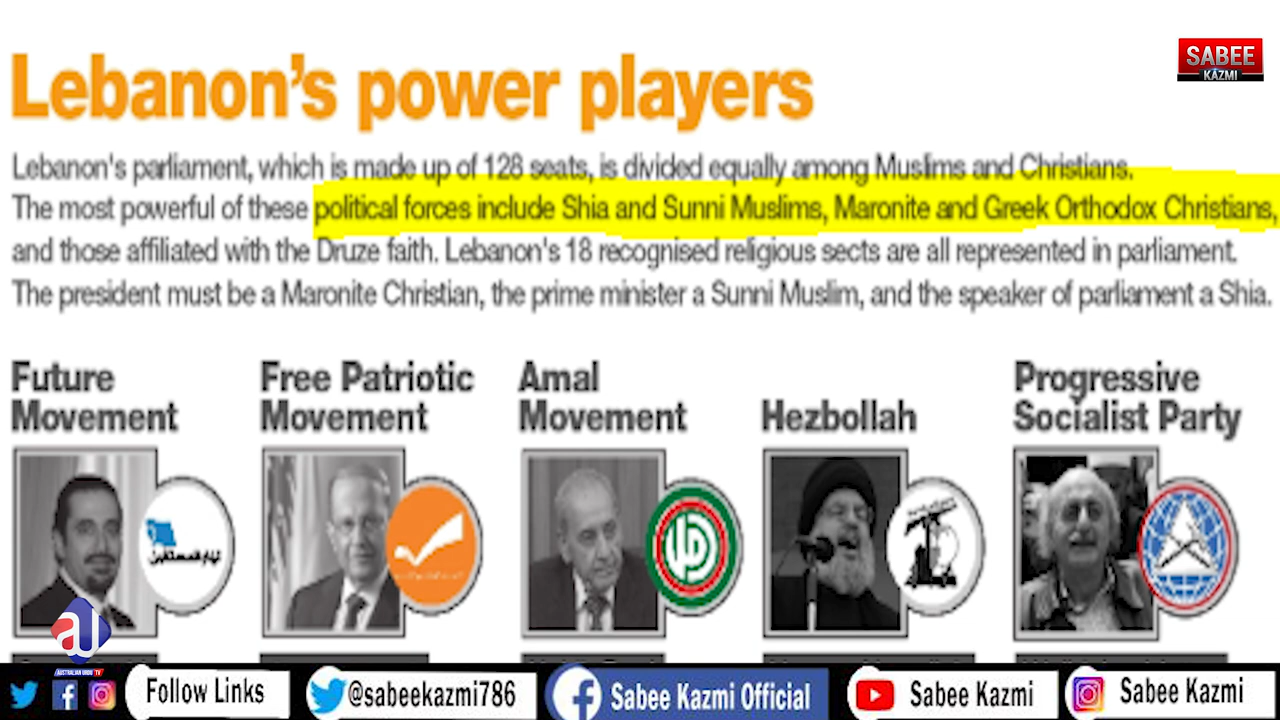 SABEE
KAZMI
Lebanon's power players
Lebanon's parliament, which is made up of 128 seats, is divided equally among Muslims and Christians.
The most powerful of these political forces include Shia and Sunni Muslims, Maronite and Greek Orthodox Christians,
and those affiliated with the Druze faith. Lebanon's 18 recognised religious sects are all represented in parliament.
The president must be a Maronite Christian, the prime minister a Sunni Muslim, and the speaker of parliament a Shia.
Future Movement
Free Patriotic Movement
Amal Movement
Hezbollah
Progressive Socialist Party
AUSTRALIAN URDU TV
Follow Links
@sabeekazmi786
Sabee Kazmi Official
Sabee Kazmi
Sabee Kazmi